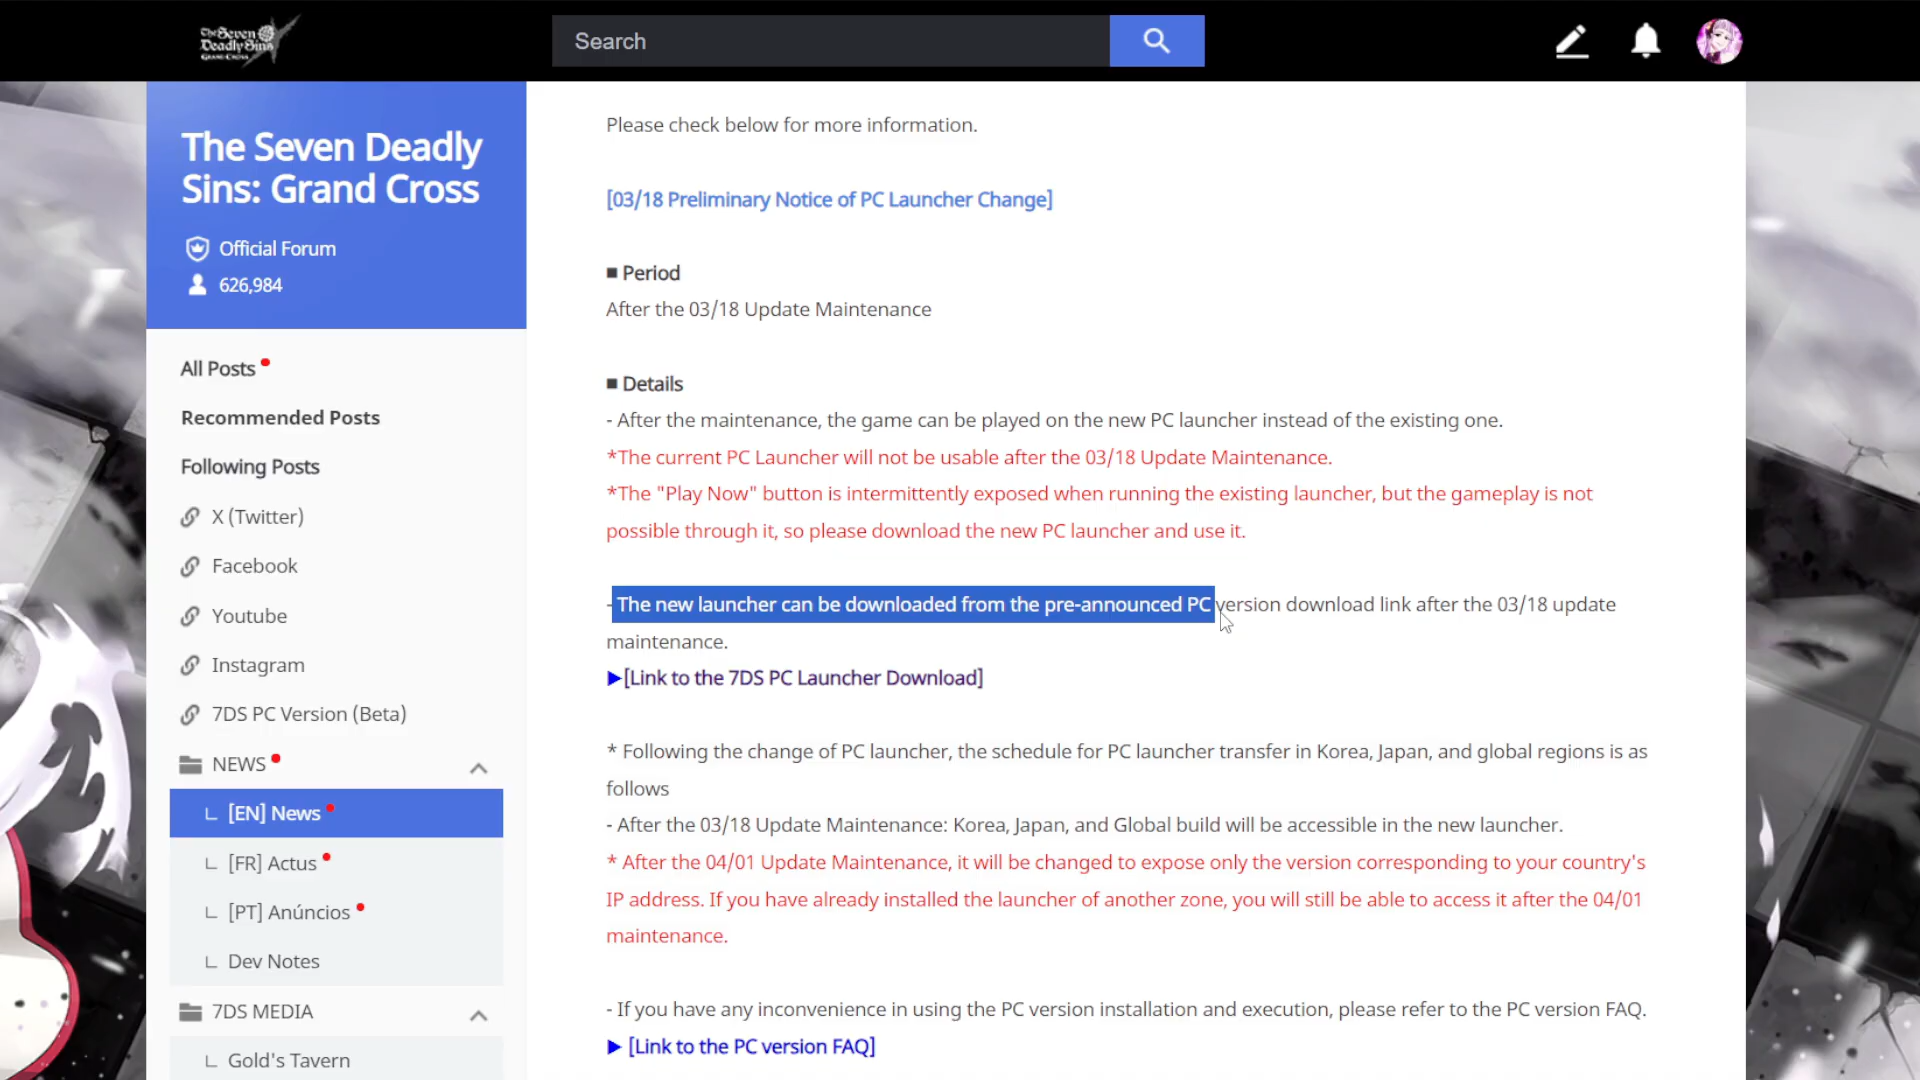 The Seven
Deadly Sins
GRAND CROSS
Search
The Seven Deadly
Sins: Grand Cross
Official Forum
626,984
All Posts
Recommended Posts
Following Posts
X (Twitter)
Facebook
Youtube
Instagram
7DS PC Version (Beta)
NEWS
[EN] News
[FR] Actus
[PT] Anúncios
Dev Notes
7DS MEDIA
Gold's Tavern
Please check below for more information.
[03/18 Preliminary Notice of PC Launcher Change]
■ Period
After the 03/18 Update Maintenance
■ Details
- After the maintenance, the game can be played on the new PC launcher instead of the existing one.
*The current PC Launcher will not be usable after the 03/18 Update Maintenance.
*The "Play Now" button is intermittently exposed when running the existing launcher, but the gameplay is not
possible through it, so please download the new PC launcher and use it.
- The new launcher can be downloaded from the pre-announced PC version download link after the 03/18 update
maintenance.
▶[Link to the 7DS PC Launcher Download]
* Following the change of PC launcher, the schedule for PC launcher transfer in Korea, Japan, and global regions is as
follows
- After the 03/18 Update Maintenance: Korea, Japan, and Global build will be accessible in the new launcher.
* After the 04/01 Update Maintenance, it will be changed to expose only the version corresponding to your country's
IP address. If you have already installed the launcher of another zone, you will still be able to access it after the 04/01
maintenance.
- If you have any inconvenience in using the PC version installation and execution, please refer to the PC version FAQ.
▶ [Link to the PC version FAQ]